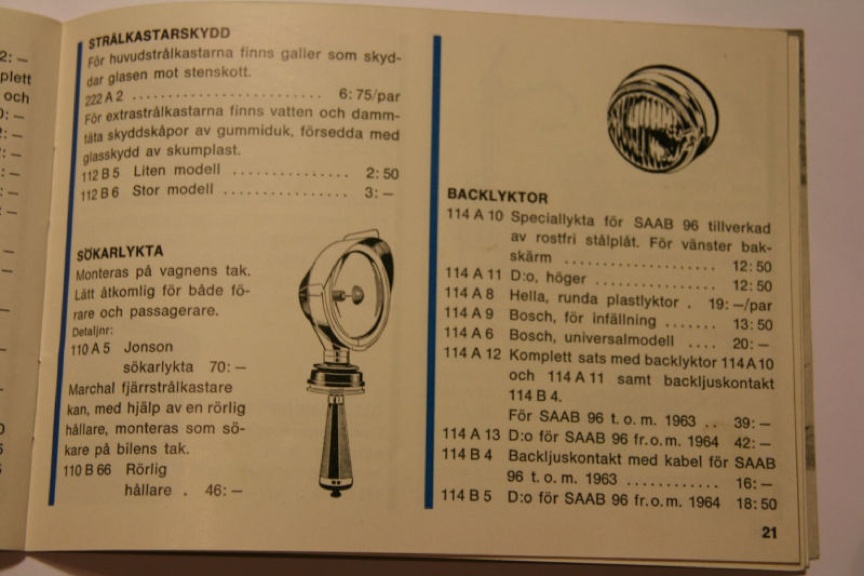 2: —
plett
och
STRÅLKASTARSKYDD
För huvudstrålkastarna finns galler som skyd-
dar glasen mot stenskott.
222 A 2 ........................ 6: 75/par
För extrastrålkastarna finns vatten och damm-
täta skyddskåpor av gummiduk, försedda med
glasskydd av skumplast.
112 B 5 Liten modell ............... 2: 50
112 B 6 Stor modell ................ 3: —
SÖKARLYKTA
Monteras på vagnens tak.
Lätt åtkomlig för både fö-
rare och passagerare.
Detaljnr:
110 A 5 Jonson
sökarlykta 70: —
Marchal fjärrstrålkastare
kan, med hjälp av en rörlig
hållare, monteras som sö-
kare på bilens tak.
110 B 66 Rörlig
hållare . 46: —
BACKLYKTOR
114 A 10 Speciallykta för SAAB 96 tillverkad
av rostfri stålplåt. För vänster bak-
skärm .................... 12: 50
114 A 11 D:o, höger ................ 12: 50
114 A 8 Hella, runda plastlyktor . 19: —/par
114 A 9 Bosch, för infällning ....... 13: 50
114 A 6 Bosch, universalmodell .... 20: —
114 A 12 Komplett sats med backlyktor 114 A 10
och 114 A 11 samt backljuskontakt
114 B 4.
För SAAB 96 t. o. m. 1963 .. 39: —
114 A 13 D:o för SAAB 96 fr. o. m. 1964 42: —
114 B 4 Backljuskontakt med kabel för SAAB
96 t. o. m. 1963 ............ 16: —
114 B 5 D:o för SAAB 96 fr. o. m. 1964 18: 50
21